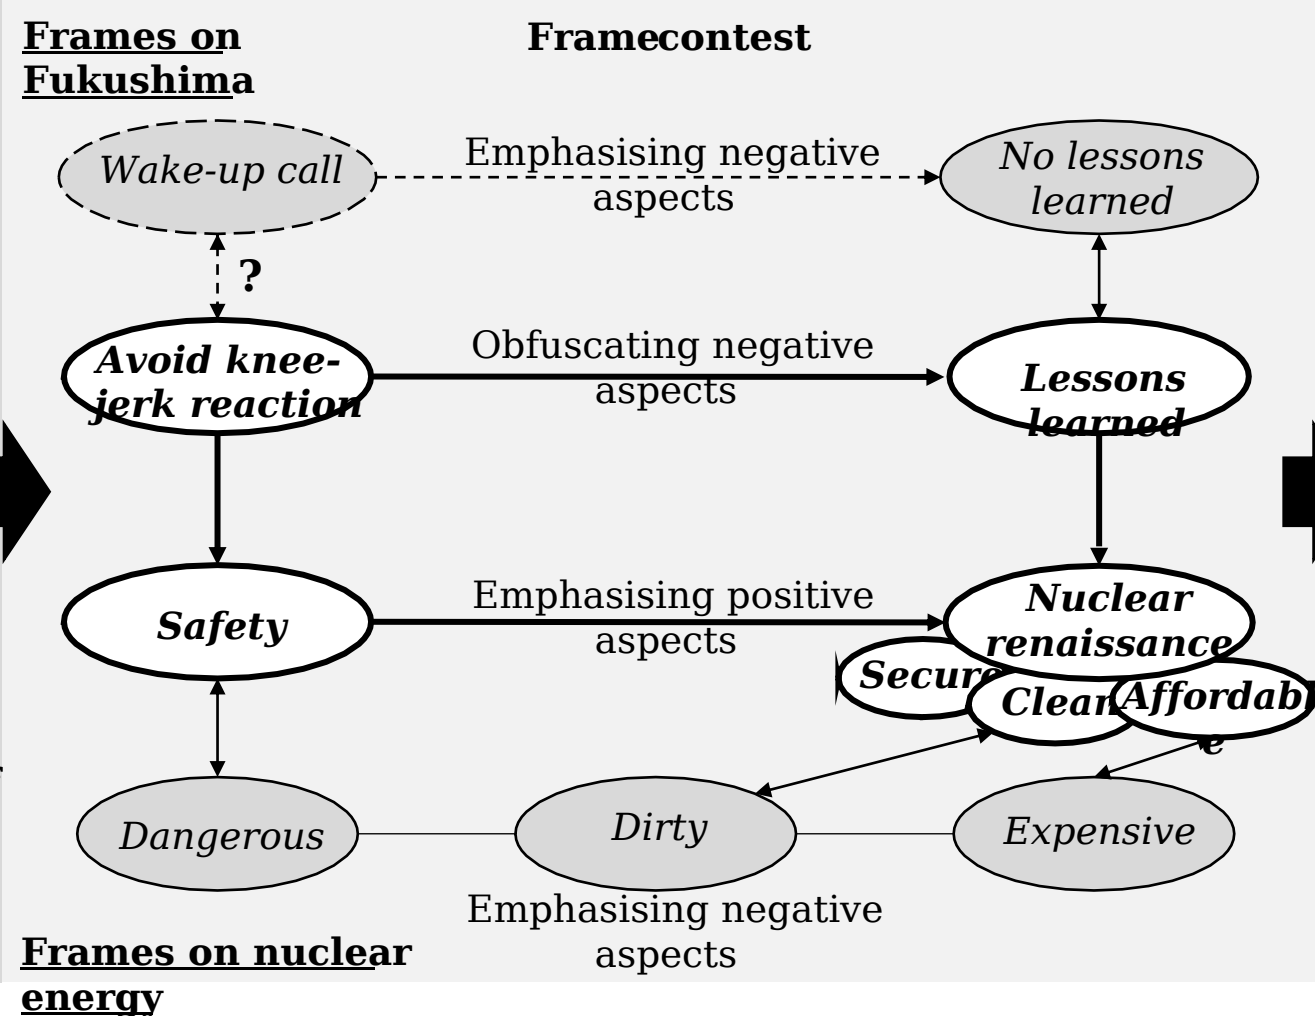 Frames on
Fukushima
Framecontest
Wake-up call
Emphasising negative
aspects
No lessons
learned
?
Avoid knee-
jerk reaction
Obfuscating negative
aspects
Lessons
learned
Safety
Emphasising positive
aspects
Nuclear
renaissance
Secure
Clean
Affordabl
e
Dangerous
Dirty
Expensive
Emphasising negative
aspects
Frames on nuclear
energy